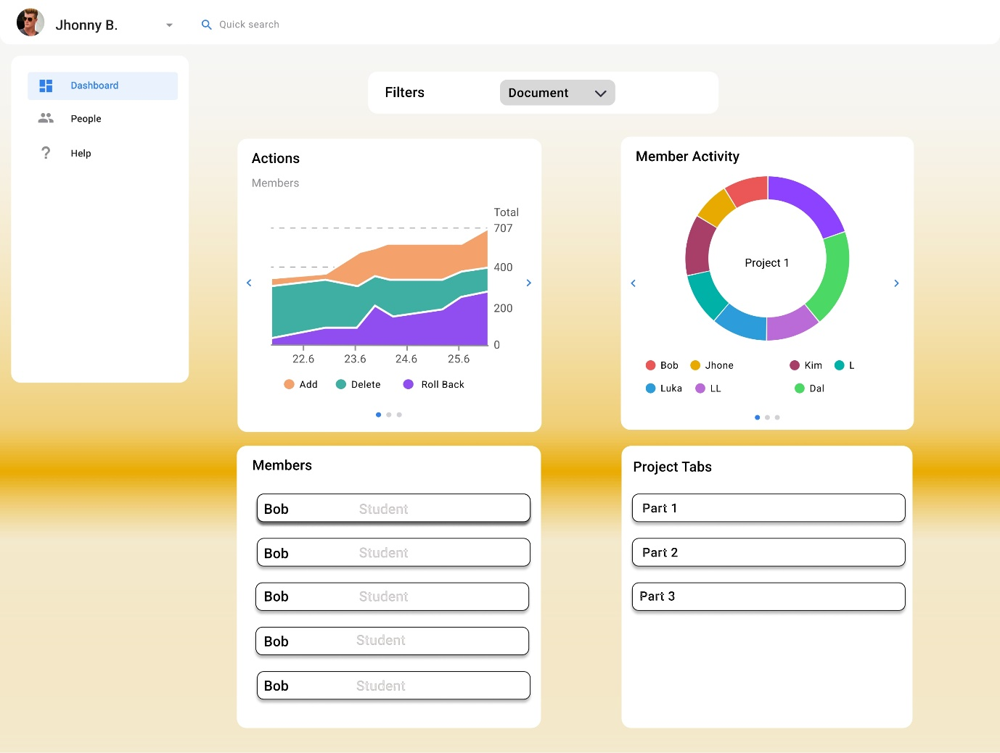 Jhonny B.
Quick search
Dashboard
People
Help
Filters
Document
Actions
Members
Total
707
400
200
0
22.6 23.6 24.6 25.6
Add Delete Roll Back
Member Activity
Project 1
Bob Jhone Kim L
Luka LL Dal
Members
Bob Student
Bob Student
Bob Student
Bob Student
Bob Student
Project Tabs
Part 1
Part 2
Part 3